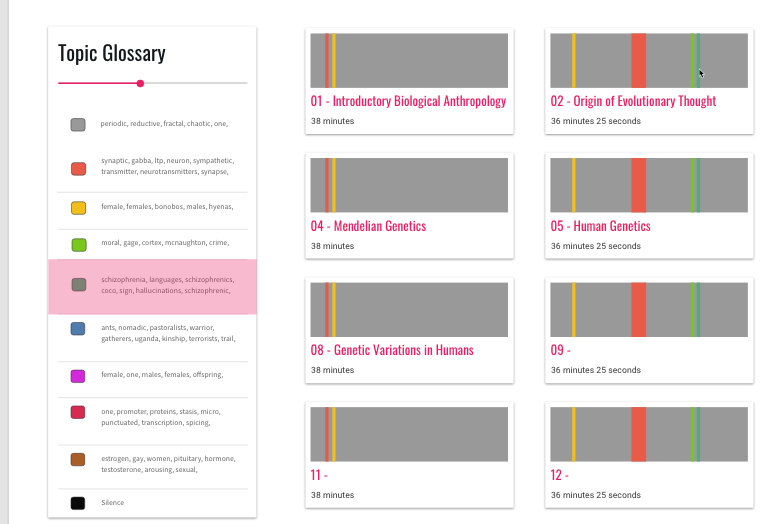 Topic Glossary
periodic, reductive, fractal, chaotic, one,
synaptic, gabba, ltp, neuron, sympathetic,
transmitter, neurotransmitters, synapse,
female, females, bonobos, males, hyenas,
moral, gage, cortex, mcnaughton, crime,
schizophrenia, languages, schizophrenics,
coco, sign, hallucinations, schizophrenic,
ants, nomadic, pastoralists, warrior,
gatherers, uganda, kinship, terrorists, trail,
female, one, males, females, offspring,
one, promoter, proteins, stasis, micro,
punctuated, transcription, spicing,
estrogen, gay, women, pituitary, hormone,
testosterone, arousing, sexual,
Silence
01 - Introductory Biological Anthropology
38 minutes
02 - Origin of Evolutionary Thought
36 minutes 25 seconds
04 - Mendelian Genetics
38 minutes
05 - Human Genetics
36 minutes 25 seconds
08 - Genetic Variations in Humans
38 minutes
09 -
36 minutes 25 seconds
11 -
38 minutes
12 -
36 minutes 25 seconds